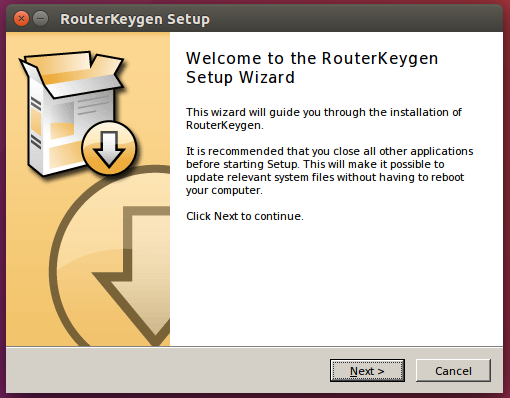 RouterKeygen Setup
Welcome to the RouterKeygen
Setup Wizard
This wizard will guide you through the installation of
RouterKeygen.
It is recommended that you close all other applications
before starting Setup. This will make it possible to
update relevant system files without having to reboot
your computer.
Click Next to continue.
Next >
Cancel